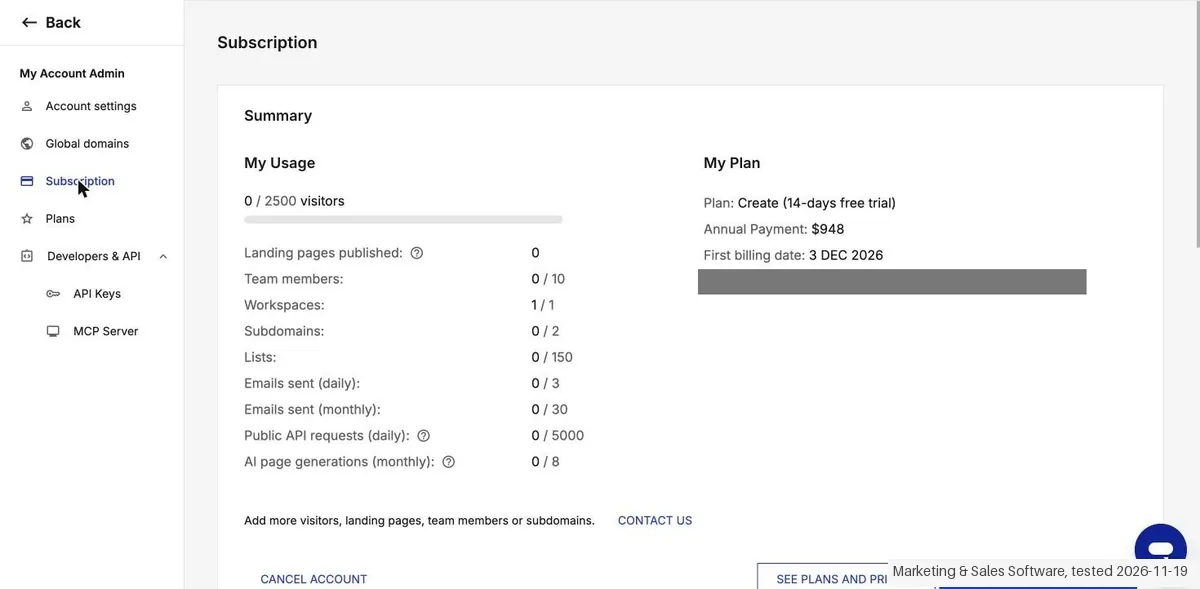 Back
My Account Admin
Account settings
Global domains
Subscription
Plans
Developers & API
API Keys
MCP Server
Subscription
Summary
My Usage
0 / 2500 visitors
Landing pages published: 0
Team members: 0 / 10
Workspaces: 1 / 1
Subdomains: 0 / 2
Lists: 0 / 150
Emails sent (daily): 0 / 3
Emails sent (monthly): 0 / 30
Public API requests (daily): 0 / 5000
AI page generations (monthly): 0 / 8
My Plan
Plan: Create (14-days free trial)
Annual Payment: $948
First billing date: 3 DEC 2026
Add more visitors, landing pages, team members or subdomains. CONTACT US
CANCEL ACCOUNT
SEE PLANS AND
Marketing & Sales Software, tested 2026-11-19